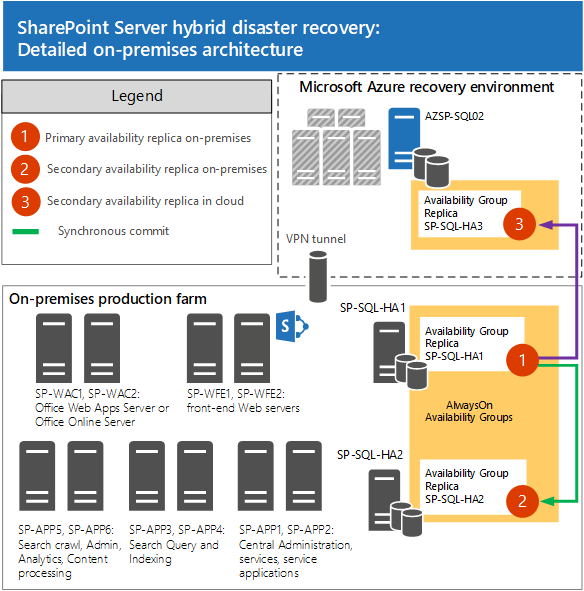 SharePoint Server hybrid disaster recovery:
Detailed on-premises architecture
Legend
1 Primary availability replica on-premises
2 Secondary availability replica on-premises
3 Secondary availability replica in cloud
Synchronous commit
Microsoft Azure recovery environment
AZSP-SQL02
Availability Group
Replica
SP-SQL-HA3
3
VPN tunnel
On-premises production farm
S
SP-WAC1, SP-WAC2:
Office Web Apps Server or
Office Online Server
SP-WFE1, SP-WFE2:
front-end Web servers
SP-SQL-HA1
Availability Group
Replica
SP-SQL-HA1
1
AlwaysOn
Availability Groups
SP-SQL-HA2
Availability Group
Replica
SP-SQL-HA2
2
SP-APP5, SP-APP6:
Search crawl, Admin,
Analytics, Content
processing
SP-APP3, SP-APP4:
Search Query and
Indexing
SP-APP1, SP-APP2:
Central Administration,
services, service
applications